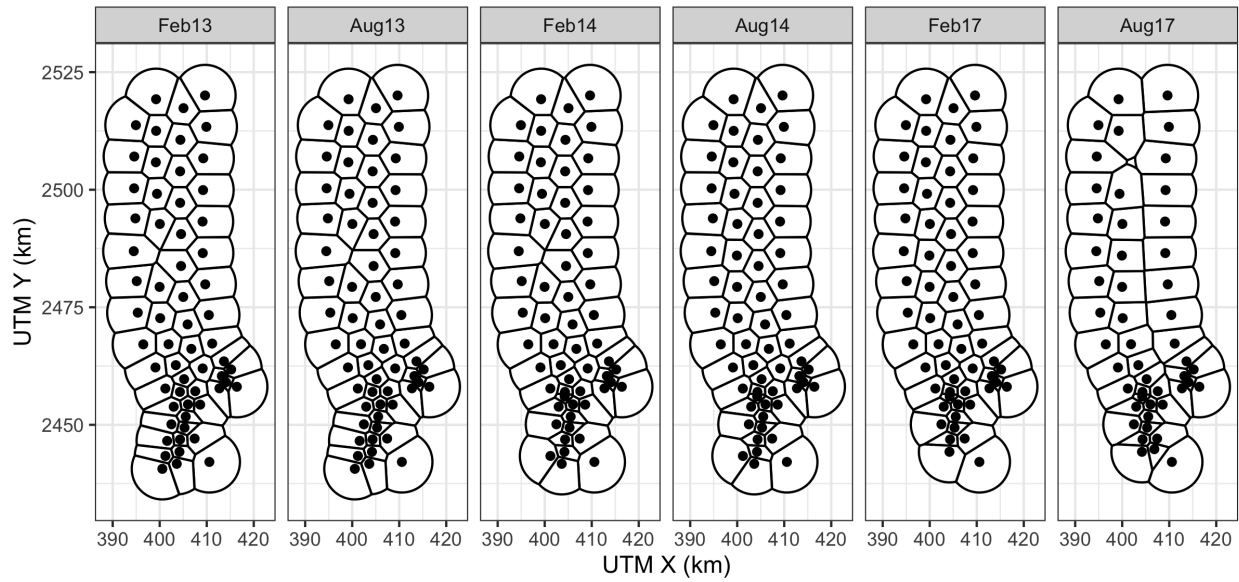 Feb13 Aug13 Feb14 Aug14 Feb17 Aug17
2525
2500
2475
2450
UTM Y (km)
390 400 410 420 390 400 410 420 390 400 410 420 390 400 410 420 390 400 410 420 390 400 410 420
UTM X (km)